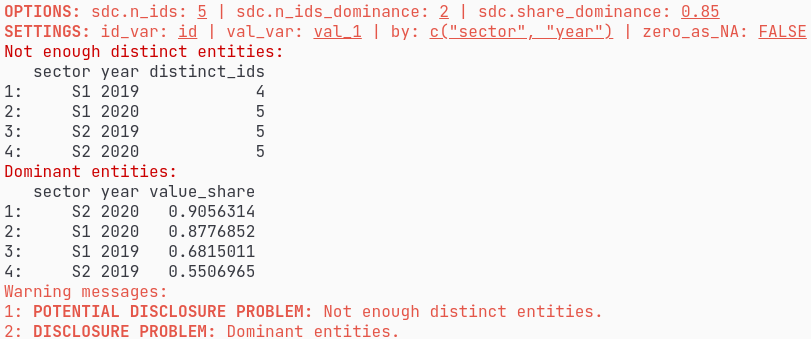 OPTIONS: sdc.n_ids: 5 | sdc.n_ids_dominance: 2 | sdc.share_dominance: 0.85
SETTINGS: id_var: id | val_var: val_1 | by: c("sector", "year") | zero_as_NA: FALSE
Not enough distinct entities:
   sector year distinct_ids
1:     S1 2019            4
2:     S1 2020            5
3:     S2 2019            5
4:     S2 2020            5
Dominant entities:
   sector year value_share
1:     S2 2020   0.9056314
2:     S1 2020   0.8776852
3:     S1 2019   0.6815011
4:     S2 2019   0.5506965
Warning messages:
1: POTENTIAL DISCLOSURE PROBLEM: Not enough distinct entities.
2: DISCLOSURE PROBLEM: Dominant entities.